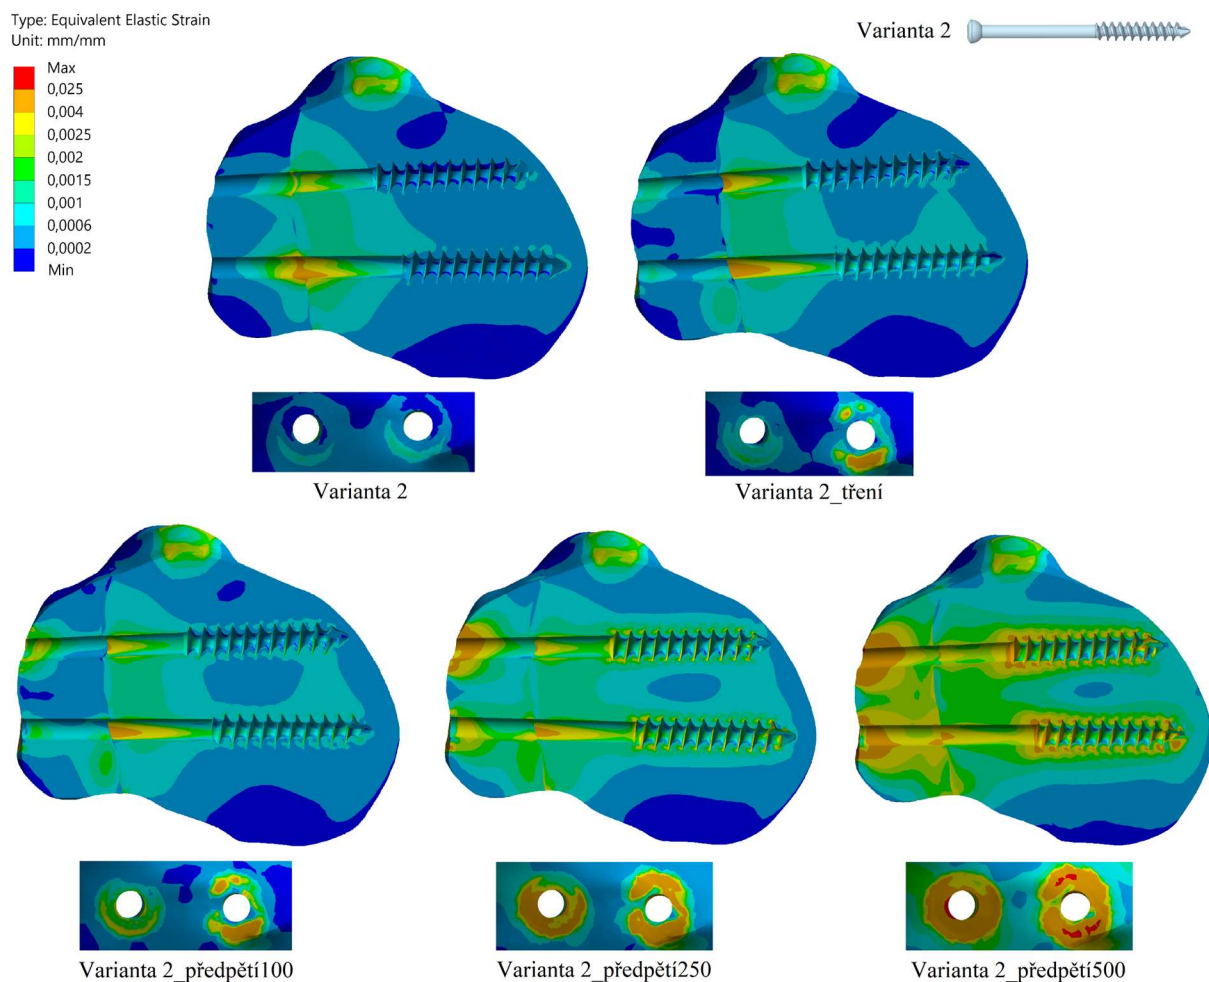 Type: Equivalent Elastic Strain
Unit: mm/mm
Varianta 2
Max
0,025
0,004
0,0025
0,002
0,0015
0,001
0,0006
0,0002
Min
Varianta 2
Varianta 2_tření
Varianta 2_předpětí100
Varianta 2_předpětí250
Varianta 2_předpětí500